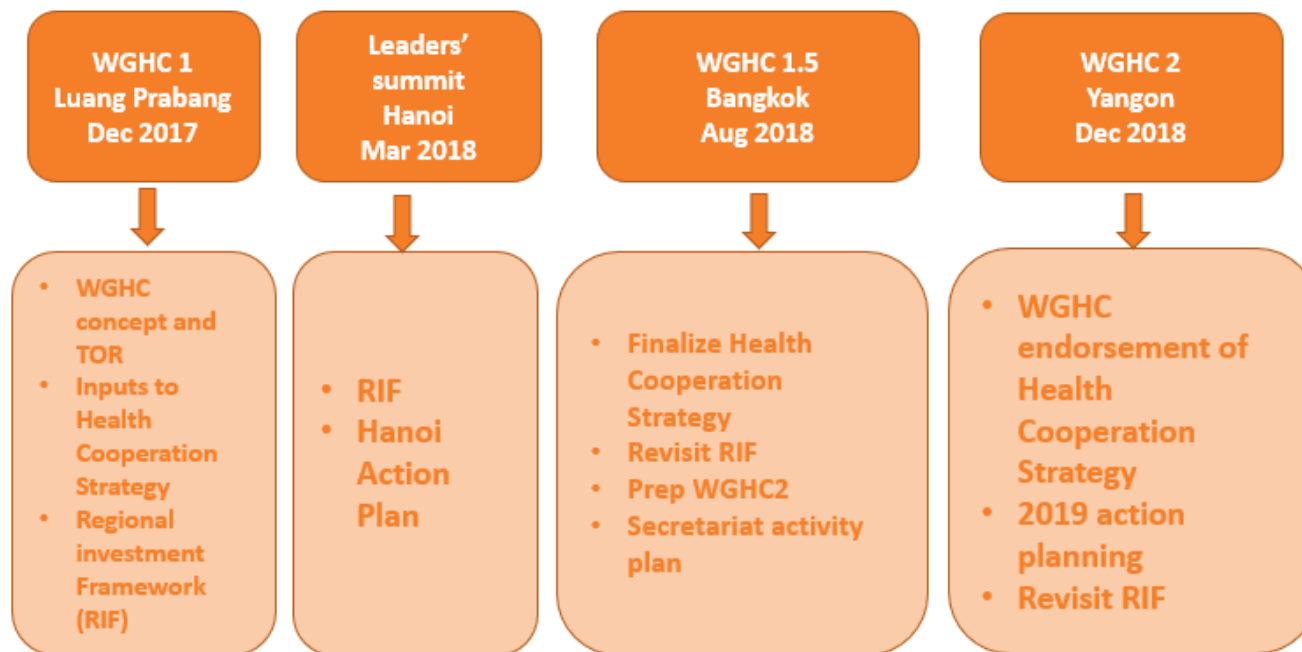 WGHC 1
Luang Prabang
Dec 2017
Leaders'
summit
Hanoi
Mar 2018
WGHC 1.5
Bangkok
Aug 2018
WGHC 2
Yangon
Dec 2018
• WGHC
concept and
TOR
• Inputs to
Health
Cooperation
Strategy
• Regional
investment
Framework
(RIF)
• RIF
• Hanoi
Action
Plan
• Finalize Health
Cooperation
Strategy
• Revisit RIF
• Prep WGHC2
• Secretariat activity
plan
• WGHC
endorsement of
Health
Cooperation
Strategy
• 2019 action
planning
• Revisit RIF